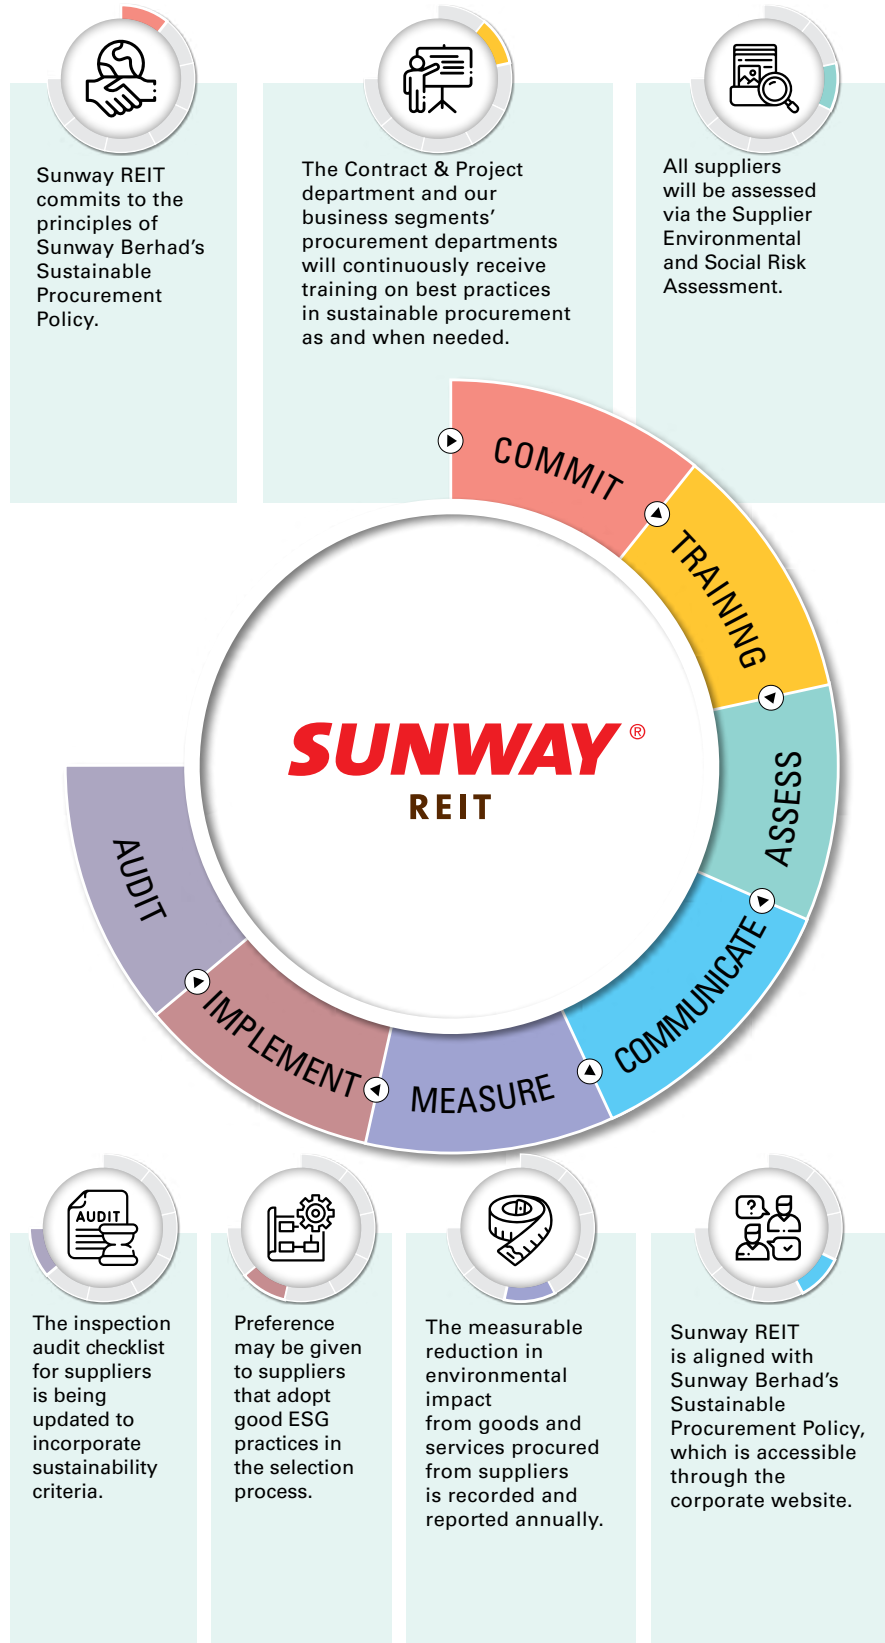 Sunway REIT
commits to the
principles of
Sunway Berhad's
Sustainable
Procurement
Policy.
The Contract & Project
department and our
business segments'
procurement departments
will continuously receive
training on best practices
in sustainable procurement
as and when needed.
All suppliers
will be assessed
via the Supplier
Environmental
and Social Risk
Assessment.
COMMIT
TRAINING
ASSESS
COMMUNICATE
MEASURE
IMPLEMENT
AUDIT
SUNWAY®
REIT
AUDIT
The inspection
audit checklist
for suppliers
is being
updated to
incorporate
sustainability
criteria.
Preference
may be given
to suppliers
that adopt
good ESG
practices in
the selection
process.
The measurable
reduction in
environmental
impact
from goods and
services procured
from suppliers
is recorded and
reported annually.
?
Sunway REIT
is aligned with
Sunway Berhad's
Sustainable
Procurement Policy,
which is accessible
through the
corporate website.